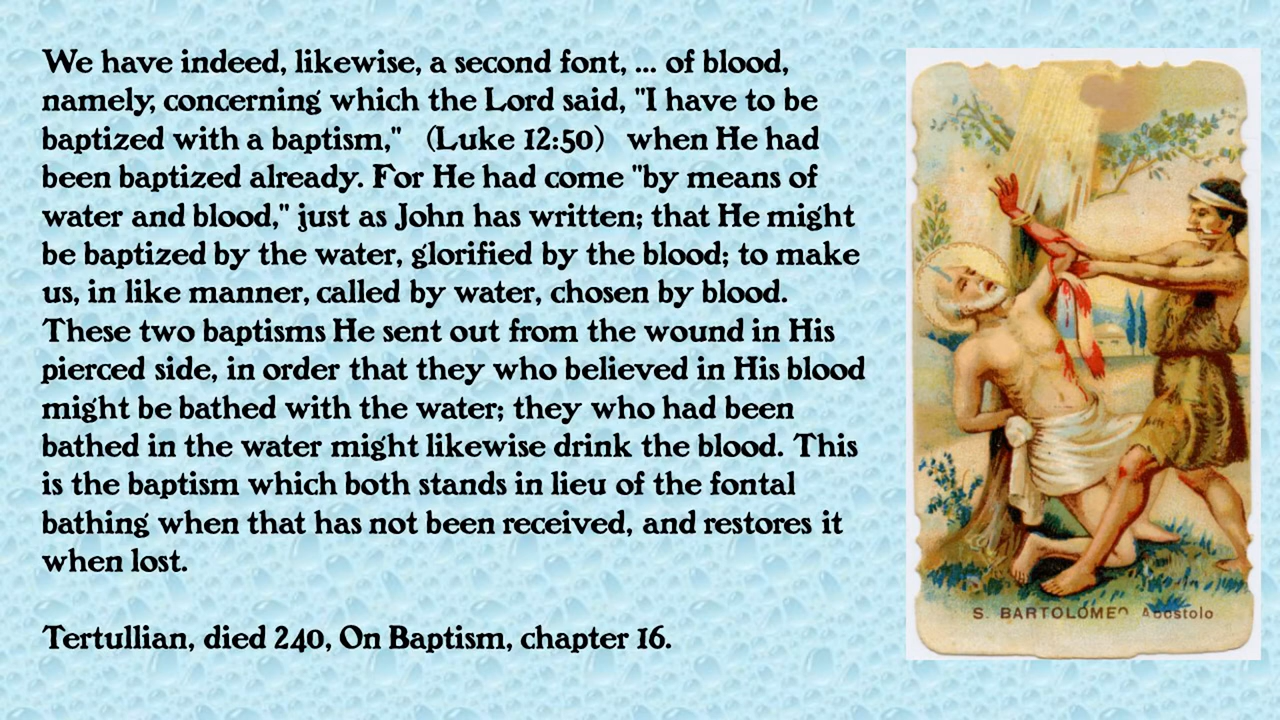 We have indeed, likewise, a second font, ... of blood,
namely, concerning which the Lord said, "I have to be
baptized with a baptism," (Luke 12:50) when He had
been baptized already. For He had come "by means of
water and blood," just as John has written; that He might
be baptized by the water, glorified by the blood; to make
us, in like manner, called by water, chosen by blood.
These two baptisms He sent out from the wound in His
pierced side, in order that they who believed in His blood
might be bathed with the water; they who had been
bathed in the water might likewise drink the blood. This
is the baptism which both stands in lieu of the fontal
bathing when that has not been received, and restores it
when lost.
Tertullian, died 240, On Baptism, chapter 16.
S. BARTOLOMEO Apostolo